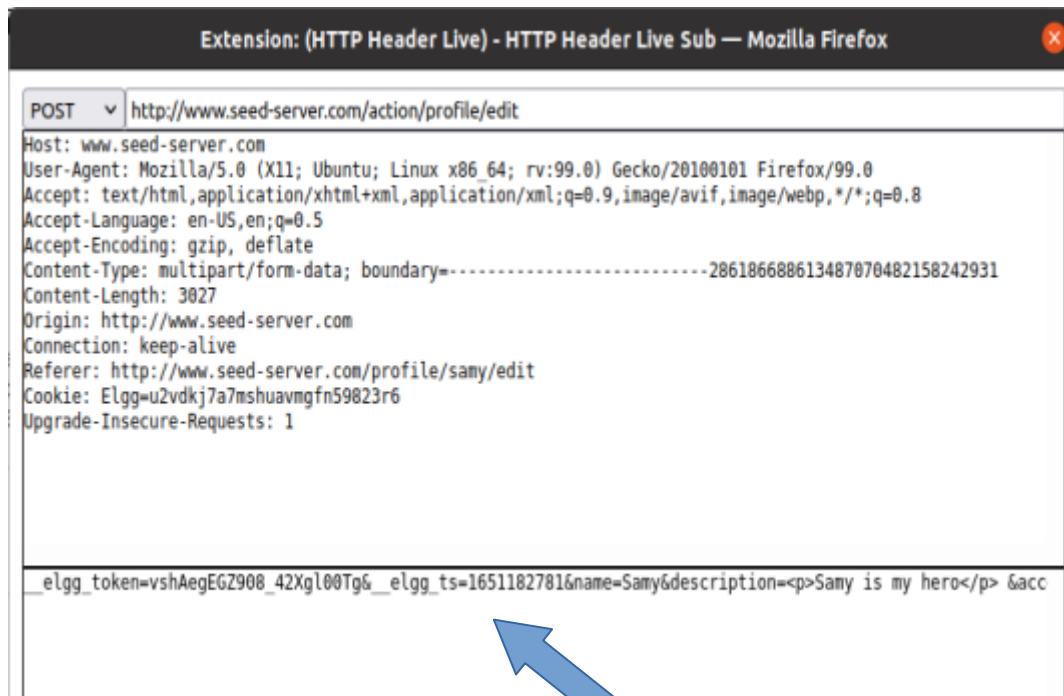 Extension: (HTTP Header Live) - HTTP Header Live Sub — Mozilla Firefox
POST http://www.seed-server.com/action/profile/edit
Host: www.seed-server.com
User-Agent: Mozilla/5.0 (X11; Ubuntu; Linux x86_64; rv:99.0) Gecko/20100101 Firefox/99.0
Accept: text/html,application/xhtml+xml,application/xml;q=0.9,image/avif,image/webp,*/*;q=0.8
Accept-Language: en-US,en;q=0.5
Accept-Encoding: gzip, deflate
Content-Type: multipart/form-data; boundary=---------------------------28618668861348707048215824​2931
Content-Length: 3027
Origin: http://www.seed-server.com
Connection: keep-alive
Referer: http://www.seed-server.com/profile/samy/edit
Cookie: Elgg=u2vdkj7a7mshuavmgfn59823r6
Upgrade-Insecure-Requests: 1
__elgg_token=vshAegEGZ908_42Xgl00Tg&__elgg_ts=1651182781&name=Samy&description=<p>Samy is my hero</p> &acc